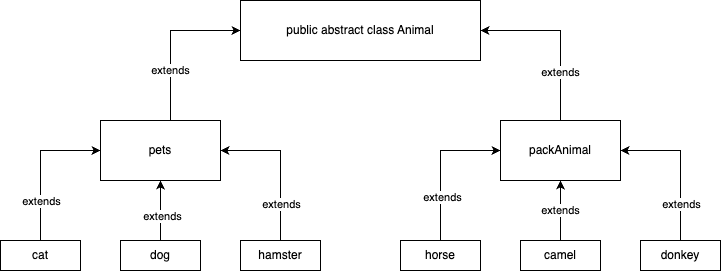 public abstract class Animal
extends
extends
pets
packAnimal
extends
extends
extends
extends
extends
extends
cat
dog
hamster
horse
camel
donkey